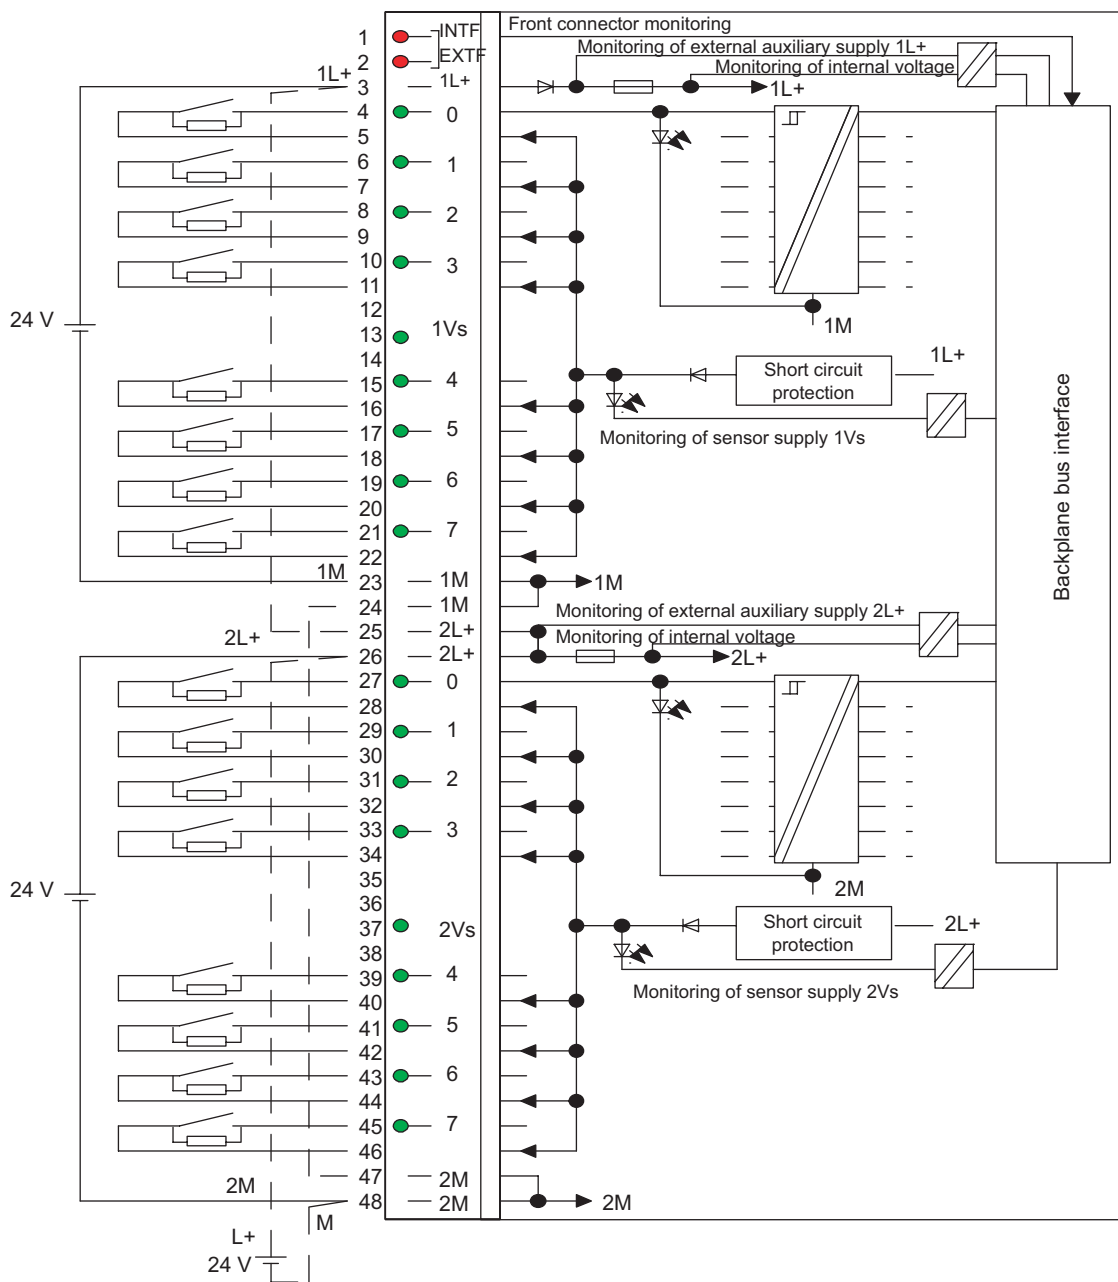 Front connector monitoring
1 INTF
Monitoring of external auxiliary supply 1L+
2 EXTF
Monitoring of internal voltage
1L+
3 1L+ 1L+
4 0
5
6 1
7
8 2
9
10 3
11
12
24 V
13 1Vs
1M
14
1L+
Short circuit
protection
15 4
16
17 5
Monitoring of sensor supply 1Vs
18
19 6
20
21 7
22
1M
23 1M 1M
24 1M
Monitoring of external auxiliary supply 2L+
25 2L+
2L+
Monitoring of internal voltage
26 2L+ 2L+
27 0
28
29 1
30
31 2
32
33 3
34
35
24 V
2M
36
37 2Vs
Short circuit
protection
2L+
38
39 4
Monitoring of sensor supply 2Vs
40
41 5
42
43 6
44
45 7
46
47 2M
2M
48 2M 2M
M
L+
24 V
Backplane bus interface